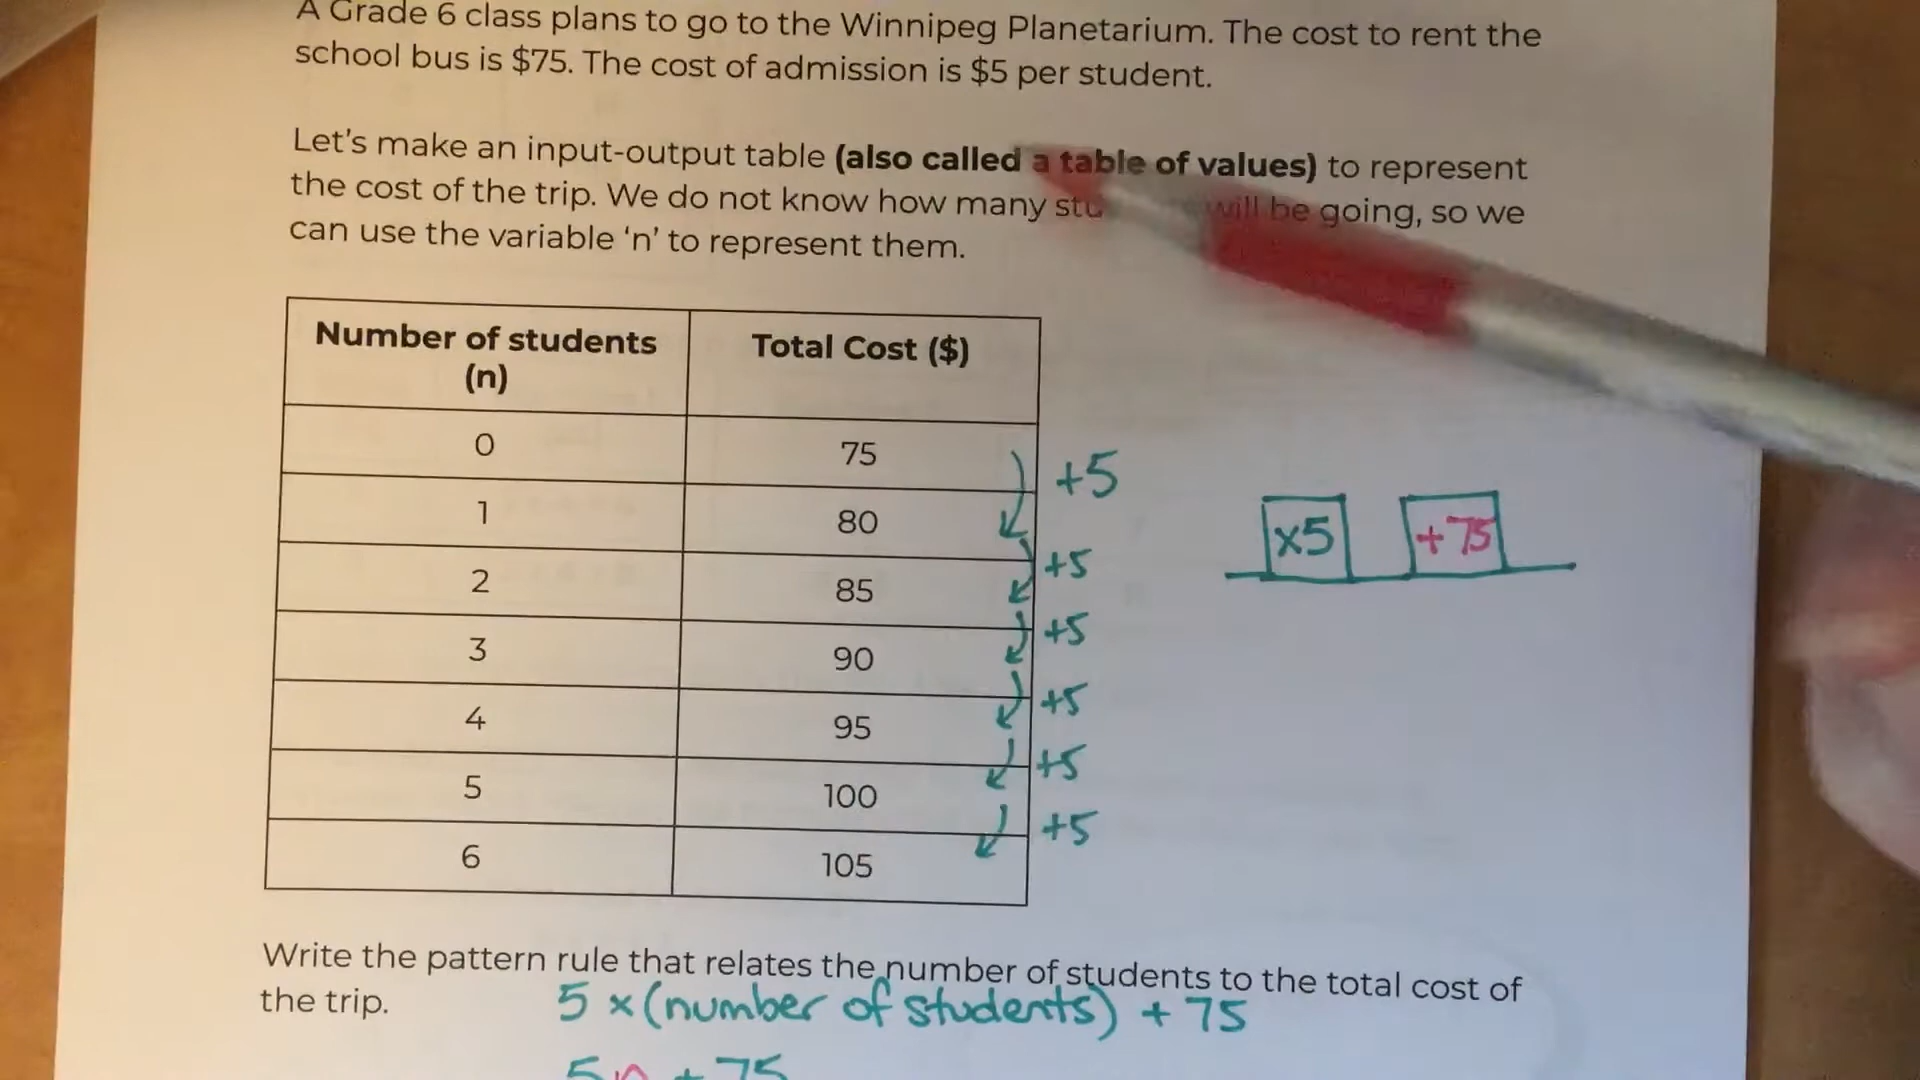 A Grade 6 class plans to go to the Winnipeg Planetarium. The cost to rent the
school bus is $75. The cost of admission is $5 per student.
Let's make an input-output table (also called a table of values) to represent
the cost of the trip. We do not know how many will be going, so we
can use the variable 'n' to represent them.
Number of students
(n)
Total Cost ($)
0 75
+5
1 80
+5
2 85
+5
3 90
+5
4 95
+5
5 100
+5
6 105
x5 +75
Write the pattern rule that relates the number of students to the total cost of
the trip.
5 x (number of students) + 75
5n + 75